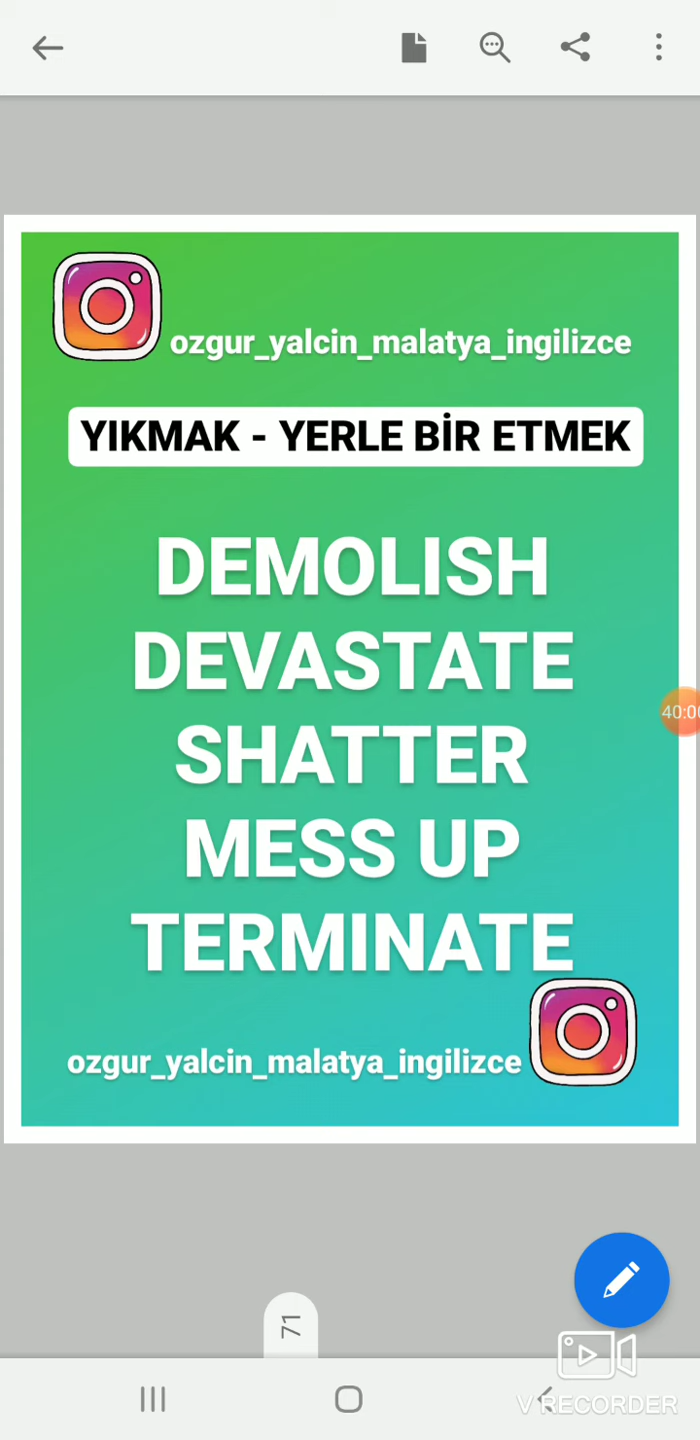 ozgur_yalcin_malatya_ingilizce
YIKMAK - YERLE BİR ETMEK
DEMOLISH
DEVASTATE
SHATTER
MESS UP
TERMINATE
ozgur_yalcin_malatya_ingilizce
71
V RECORDER